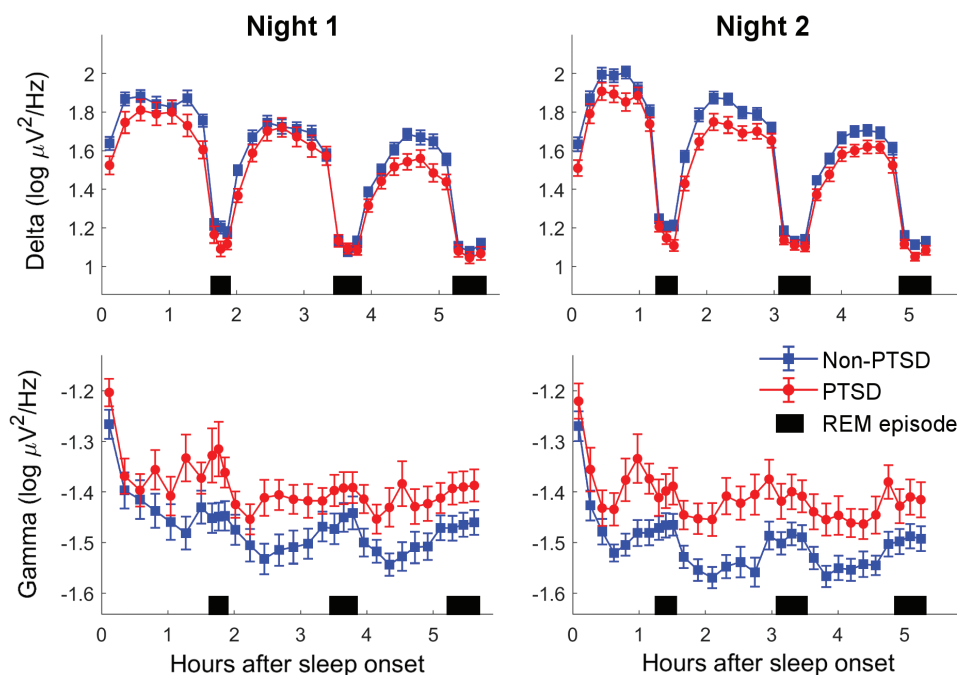 Night 1
Night 2
Delta (log μV²/Hz)
2
1.8
1.6
1.4
1.2
1
0 1 2 3 4 5
2
1.8
1.6
1.4
1.2
1
0 1 2 3 4 5
Gamma (log μV²/Hz)
-1.2
-1.3
-1.4
-1.5
-1.6
0 1 2 3 4 5
Hours after sleep onset
-1.2
-1.3
-1.4
-1.5
-1.6
0 1 2 3 4 5
Hours after sleep onset
Non-PTSD
PTSD
REM episode